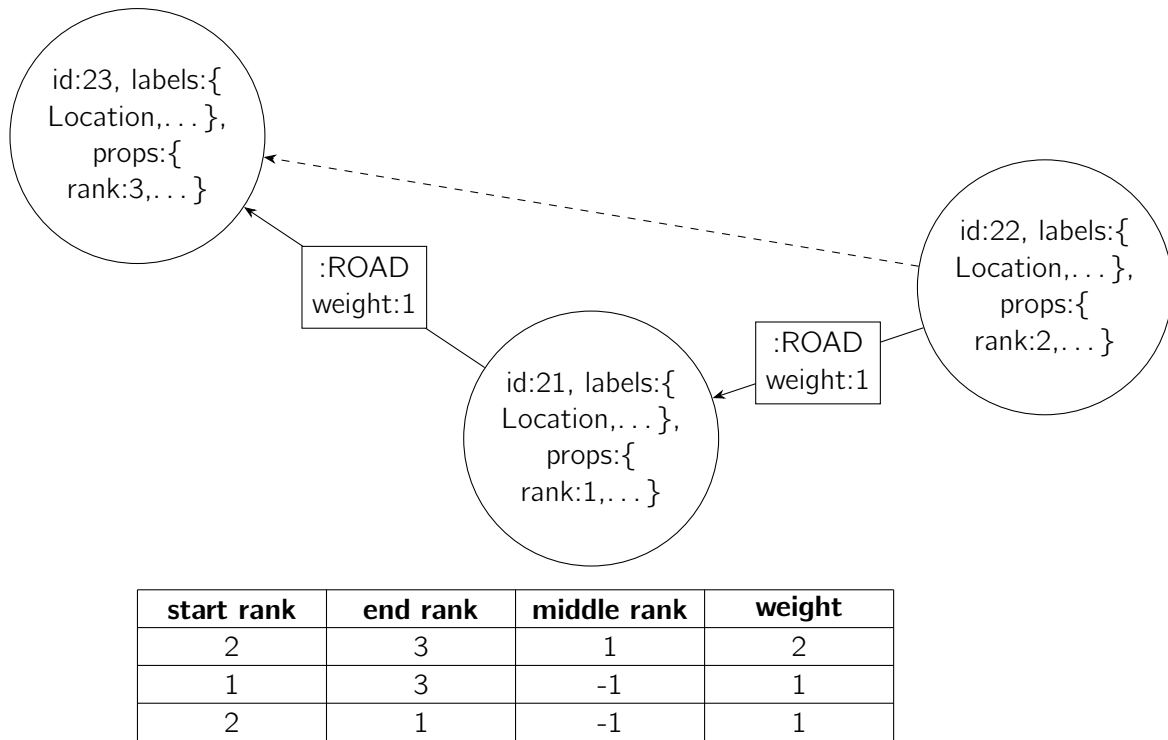 id:23, labels:{
Location,... },
props:{
rank:3,... }
id:22, labels:{
Location,... },
props:{
rank:2,... }
:ROAD
weight:1
:ROAD
weight:1
id:21, labels:{
Location,... },
props:{
rank:1,... }
start rank end rank middle rank weight
2 3 1 2
1 3 -1 1
2 1 -1 1